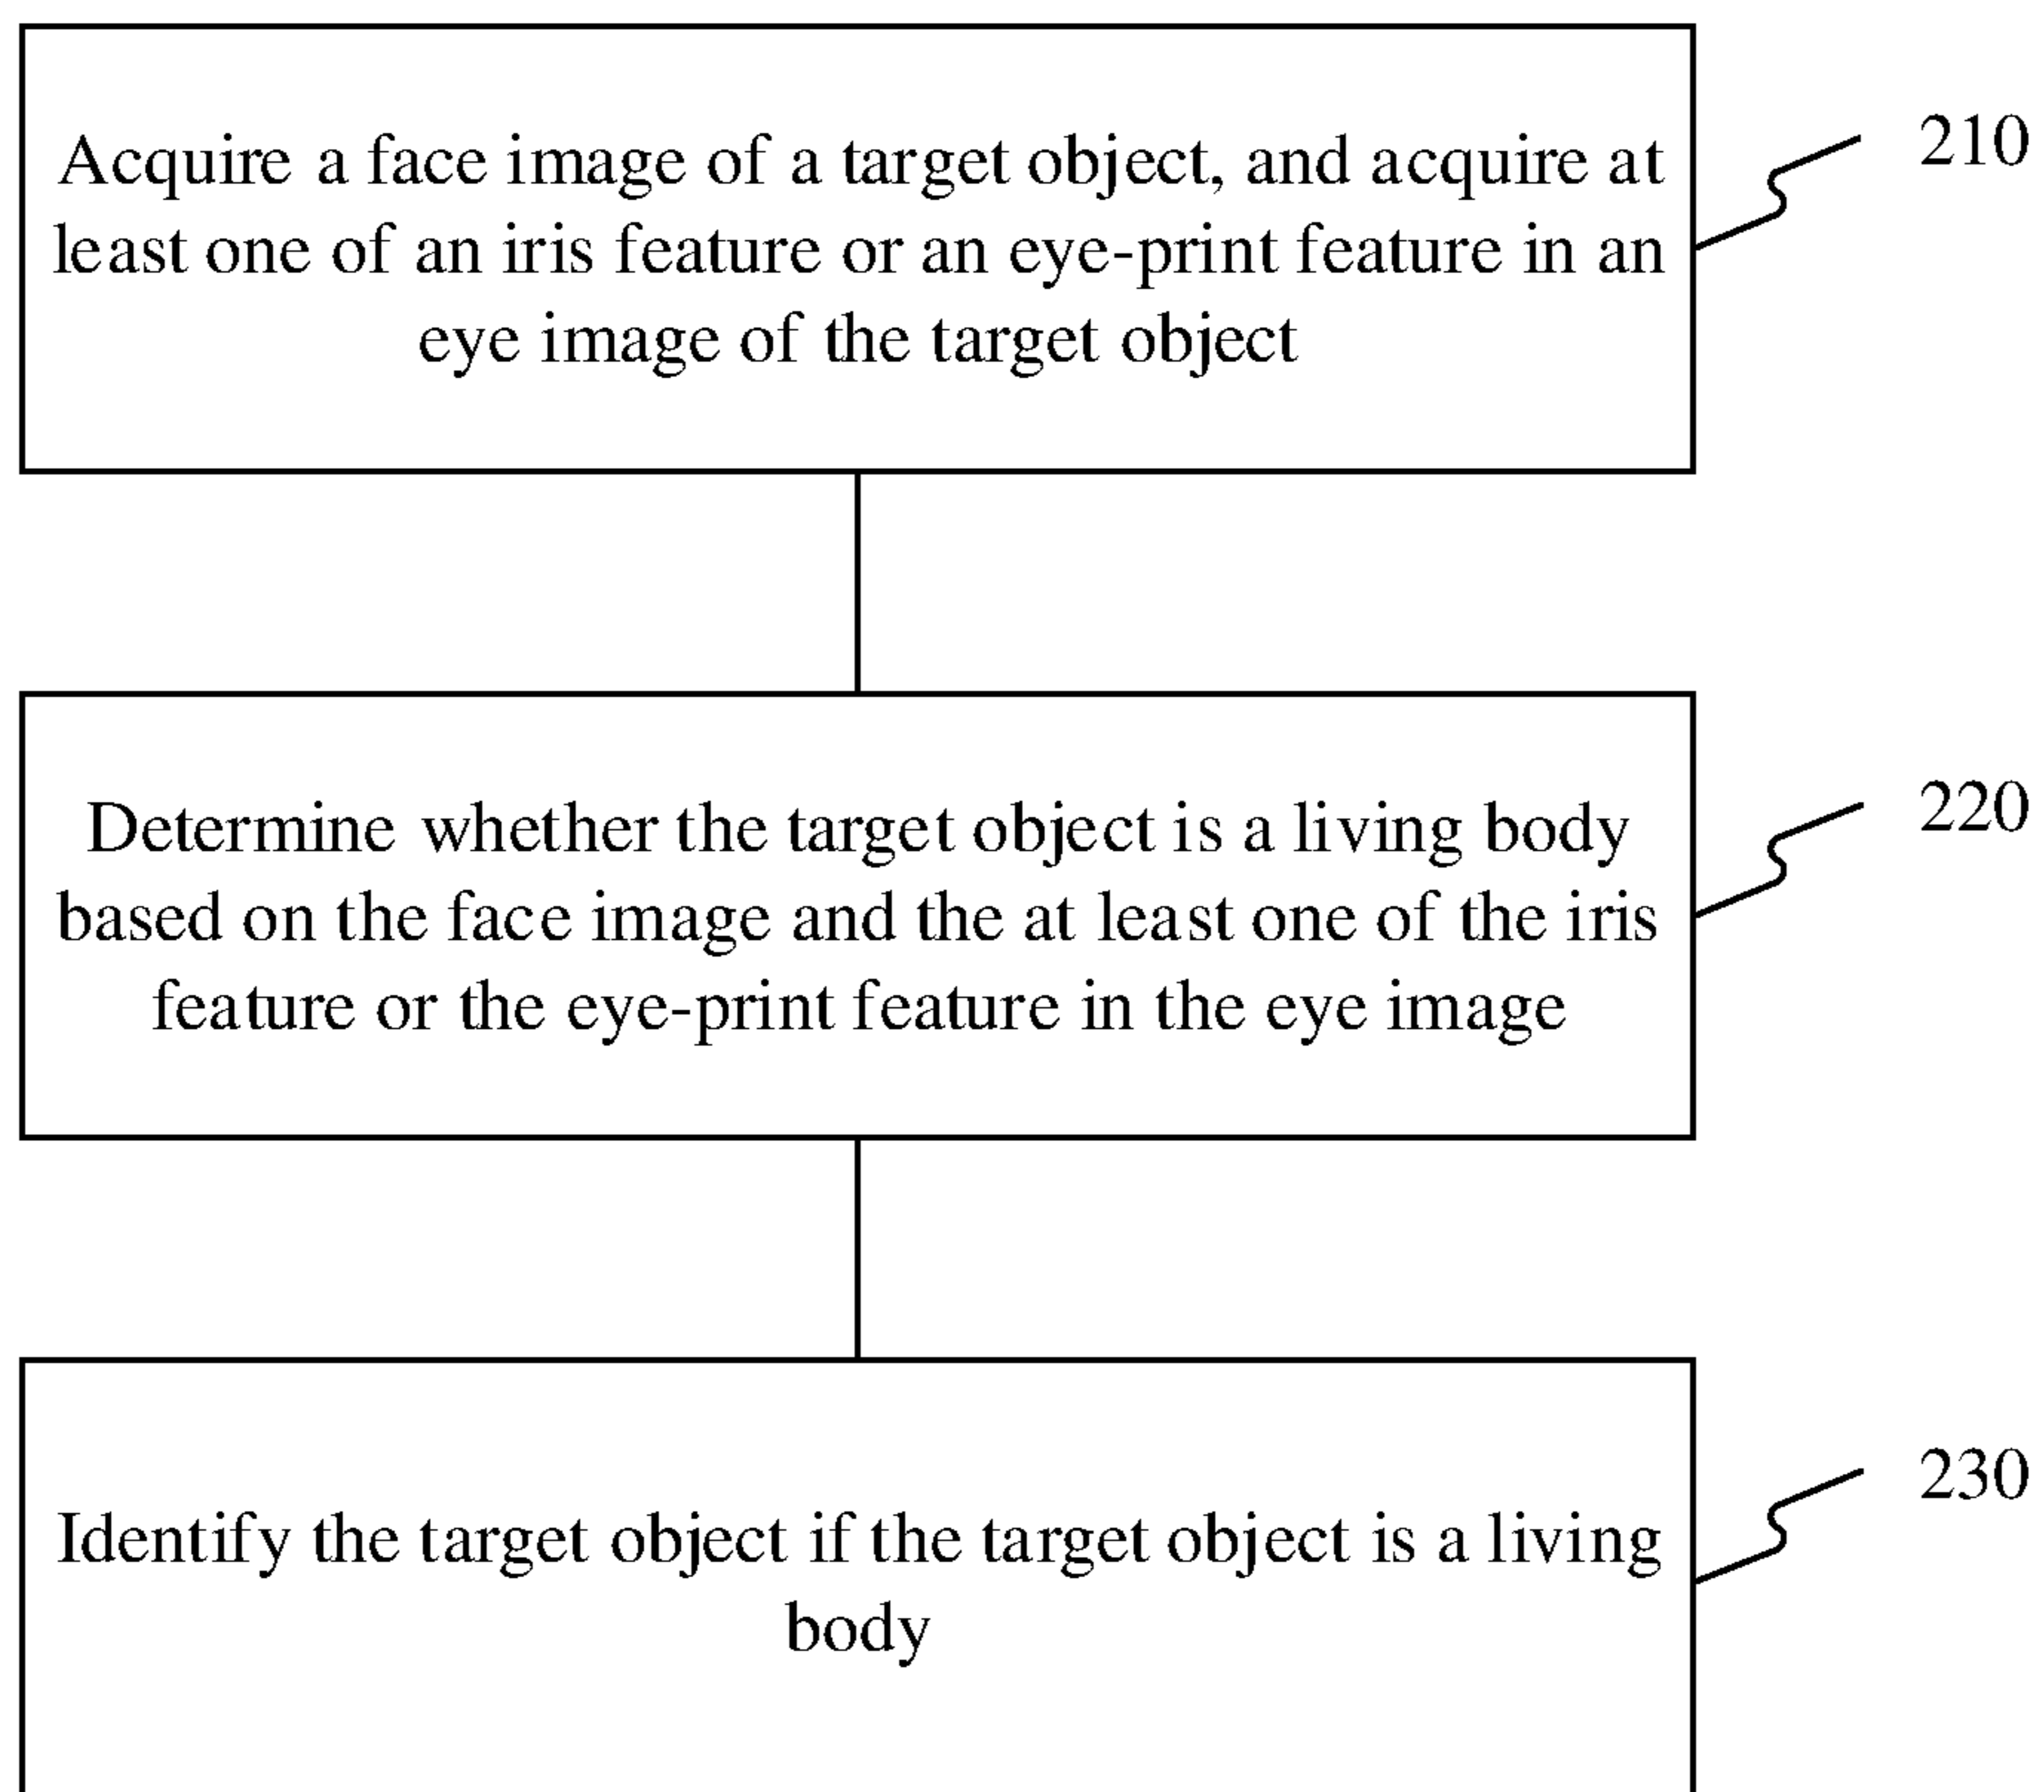 Acquire a face image of a target object, and acquire at
least one of an iris feature or an eye-print feature in an
eye image of the target object
210
Determine whether the target object is a living body
based on the face image and the at least one of the iris
feature or the eye-print feature in the eye image
220
Identify the target object if the target object is a living
body
230